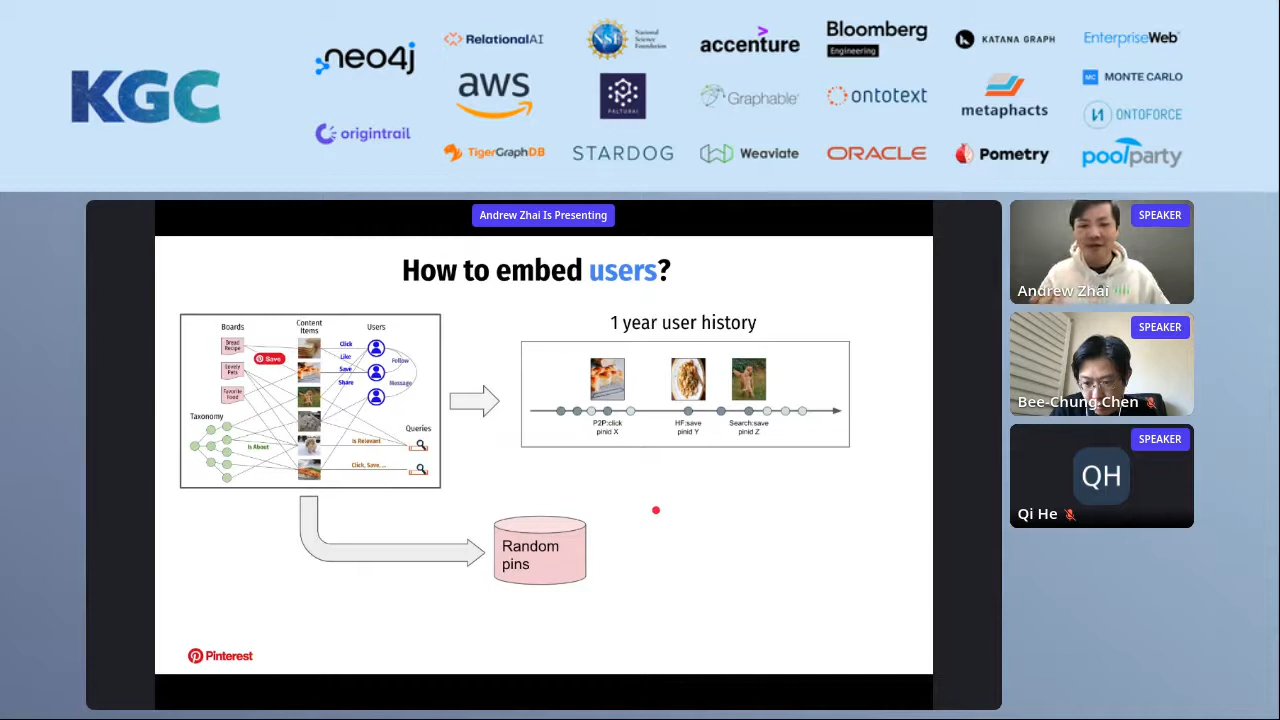 KGC
neo4j
origintrail
RelationalAI
aws
TigerGraphDB
NSF
National
Science
Foundation
PALTURAI
STARDOG
accenture
Graphable
Weaviate
Bloomberg
Engineering
ontotext
ORACLE
KATANA GRAPH
metaphacts
Pometry
EnterpriseWeb
MC MONTE CARLO
ONTOFORCE
poolparty
Andrew Zhai Is Presenting
How to embed users?
Boards
Content
Items
Users
Bread
Recipe
Lovely
Pets
Favorite
Food
Save
Click
Like
Save
Share
Follow
Message
Taxonomy
Is About
Queries
Is Relevant
Click, Save, ...
1 year user history
P2P:click
pinid X
HF:save
pinid Y
Search:save
pinid Z
Random
pins
Pinterest
SPEAKER
Andrew Zhai
SPEAKER
Bee-Chung Chen
SPEAKER
QH
Qi He